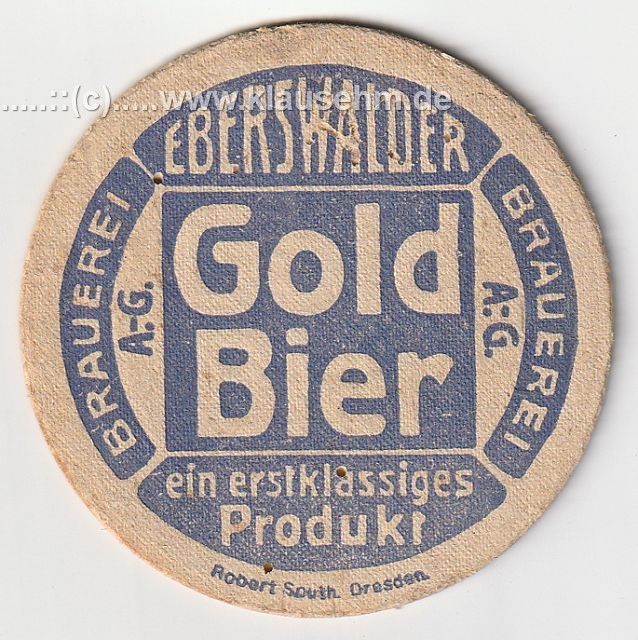 .....::(c).....www.klausehm.de
EBERSWALDER
BRAUEREI
A.-G.
Gold
Bier
A.-G.
BRAUEREI
ein erstklassiges
Produkt
Robert South. Dresden.